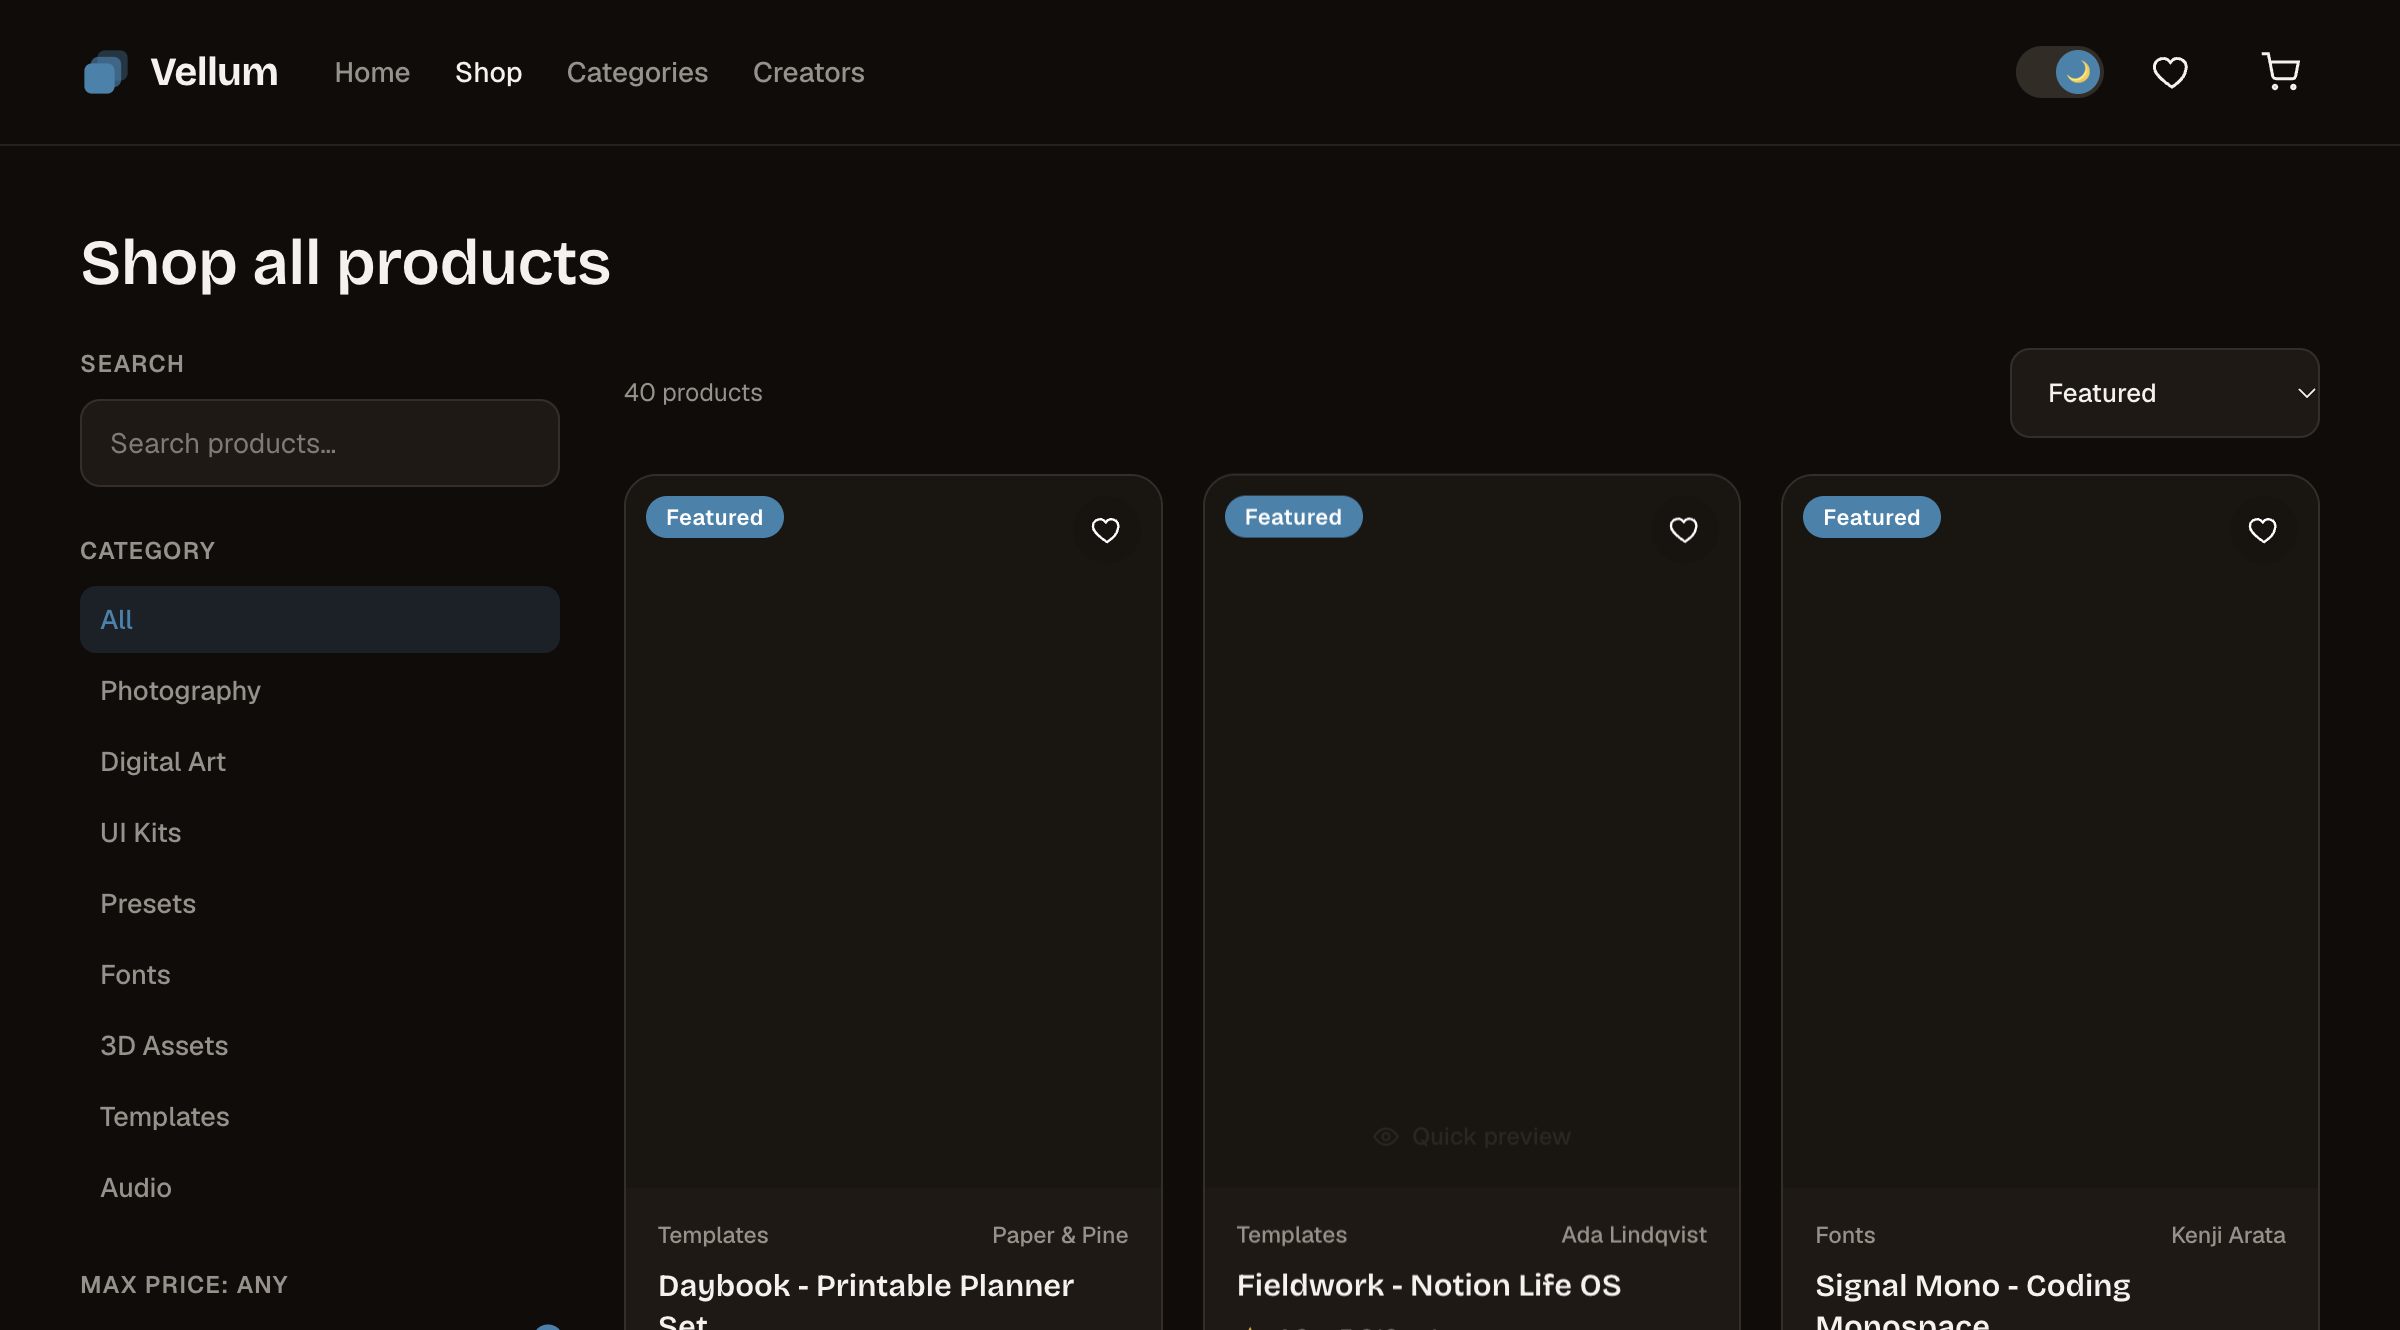 Vellum
Home
Shop
Categories
Creators
Shop all products
SEARCH
Search products...
CATEGORY
All
Photography
Digital Art
UI Kits
Presets
Fonts
3D Assets
Templates
Audio
MAX PRICE: ANY
40 products
Featured
Featured
Templates
Paper & Pine
Daybook - Printable Planner
Set
Featured
Quick preview
Templates
Ada Lindqvist
Fieldwork - Notion Life OS
Featured
Fonts
Kenji Arata
Signal Mono - Coding
Monospace